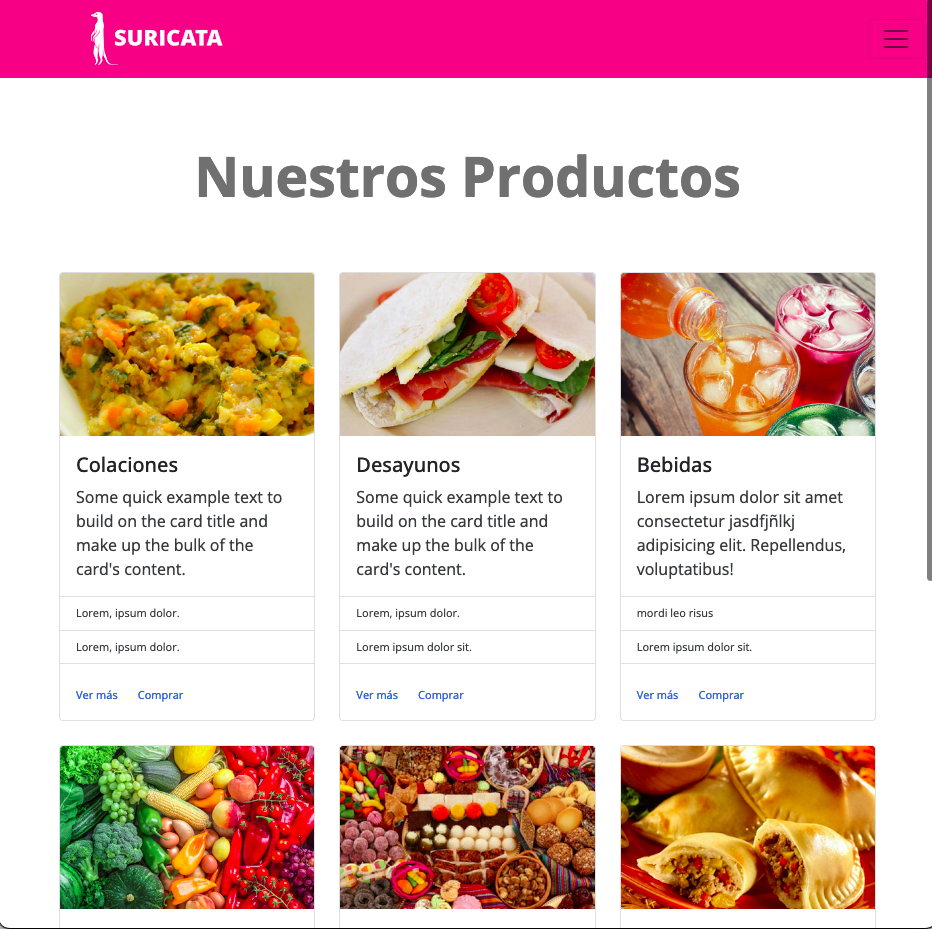 SURICATA
Nuestros Productos
Colaciones
Some quick example text to
build on the card title and
make up the bulk of the
card's content.
Lorem, ipsum dolor.
Lorem, ipsum dolor.
Ver más Comprar
Desayunos
Some quick example text to
build on the card title and
make up the bulk of the
card's content.
Lorem, ipsum dolor.
Lorem ipsum dolor sit.
Ver más Comprar
Bebidas
Lorem ipsum dolor sit amet
consectetur jasdfjñlkj
adipisicing elit. Repellendus,
voluptatibus!
mordi leo risus
Lorem ipsum dolor sit.
Ver más Comprar